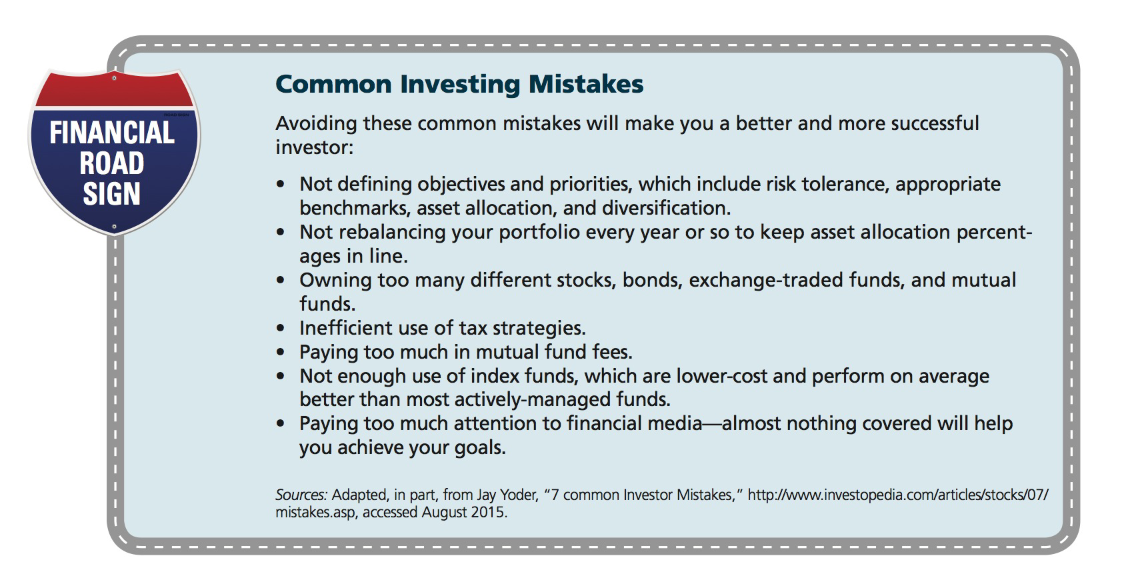 FINANCIAL
ROAD
SIGN
Common Investing Mistakes
Avoiding these common mistakes will make you a better and more successful
investor:
• Not defining objectives and priorities, which include risk tolerance, appropriate
benchmarks, asset allocation, and diversification.
• Not rebalancing your portfolio every year or so to keep asset allocation percent-
ages in line.
• Owning too many different stocks, bonds, exchange-traded funds, and mutual
funds.
• Inefficient use of tax strategies.
• Paying too much in mutual fund fees.
• Not enough use of index funds, which are lower-cost and perform on average
better than most actively-managed funds.
• Paying too much attention to financial media—almost nothing covered will help
you achieve your goals.
Sources: Adapted, in part, from Jay Yoder, “7 common Investor Mistakes,” http://www.investopedia.com/articles/stocks/07/
mistakes.asp, accessed August 2015.